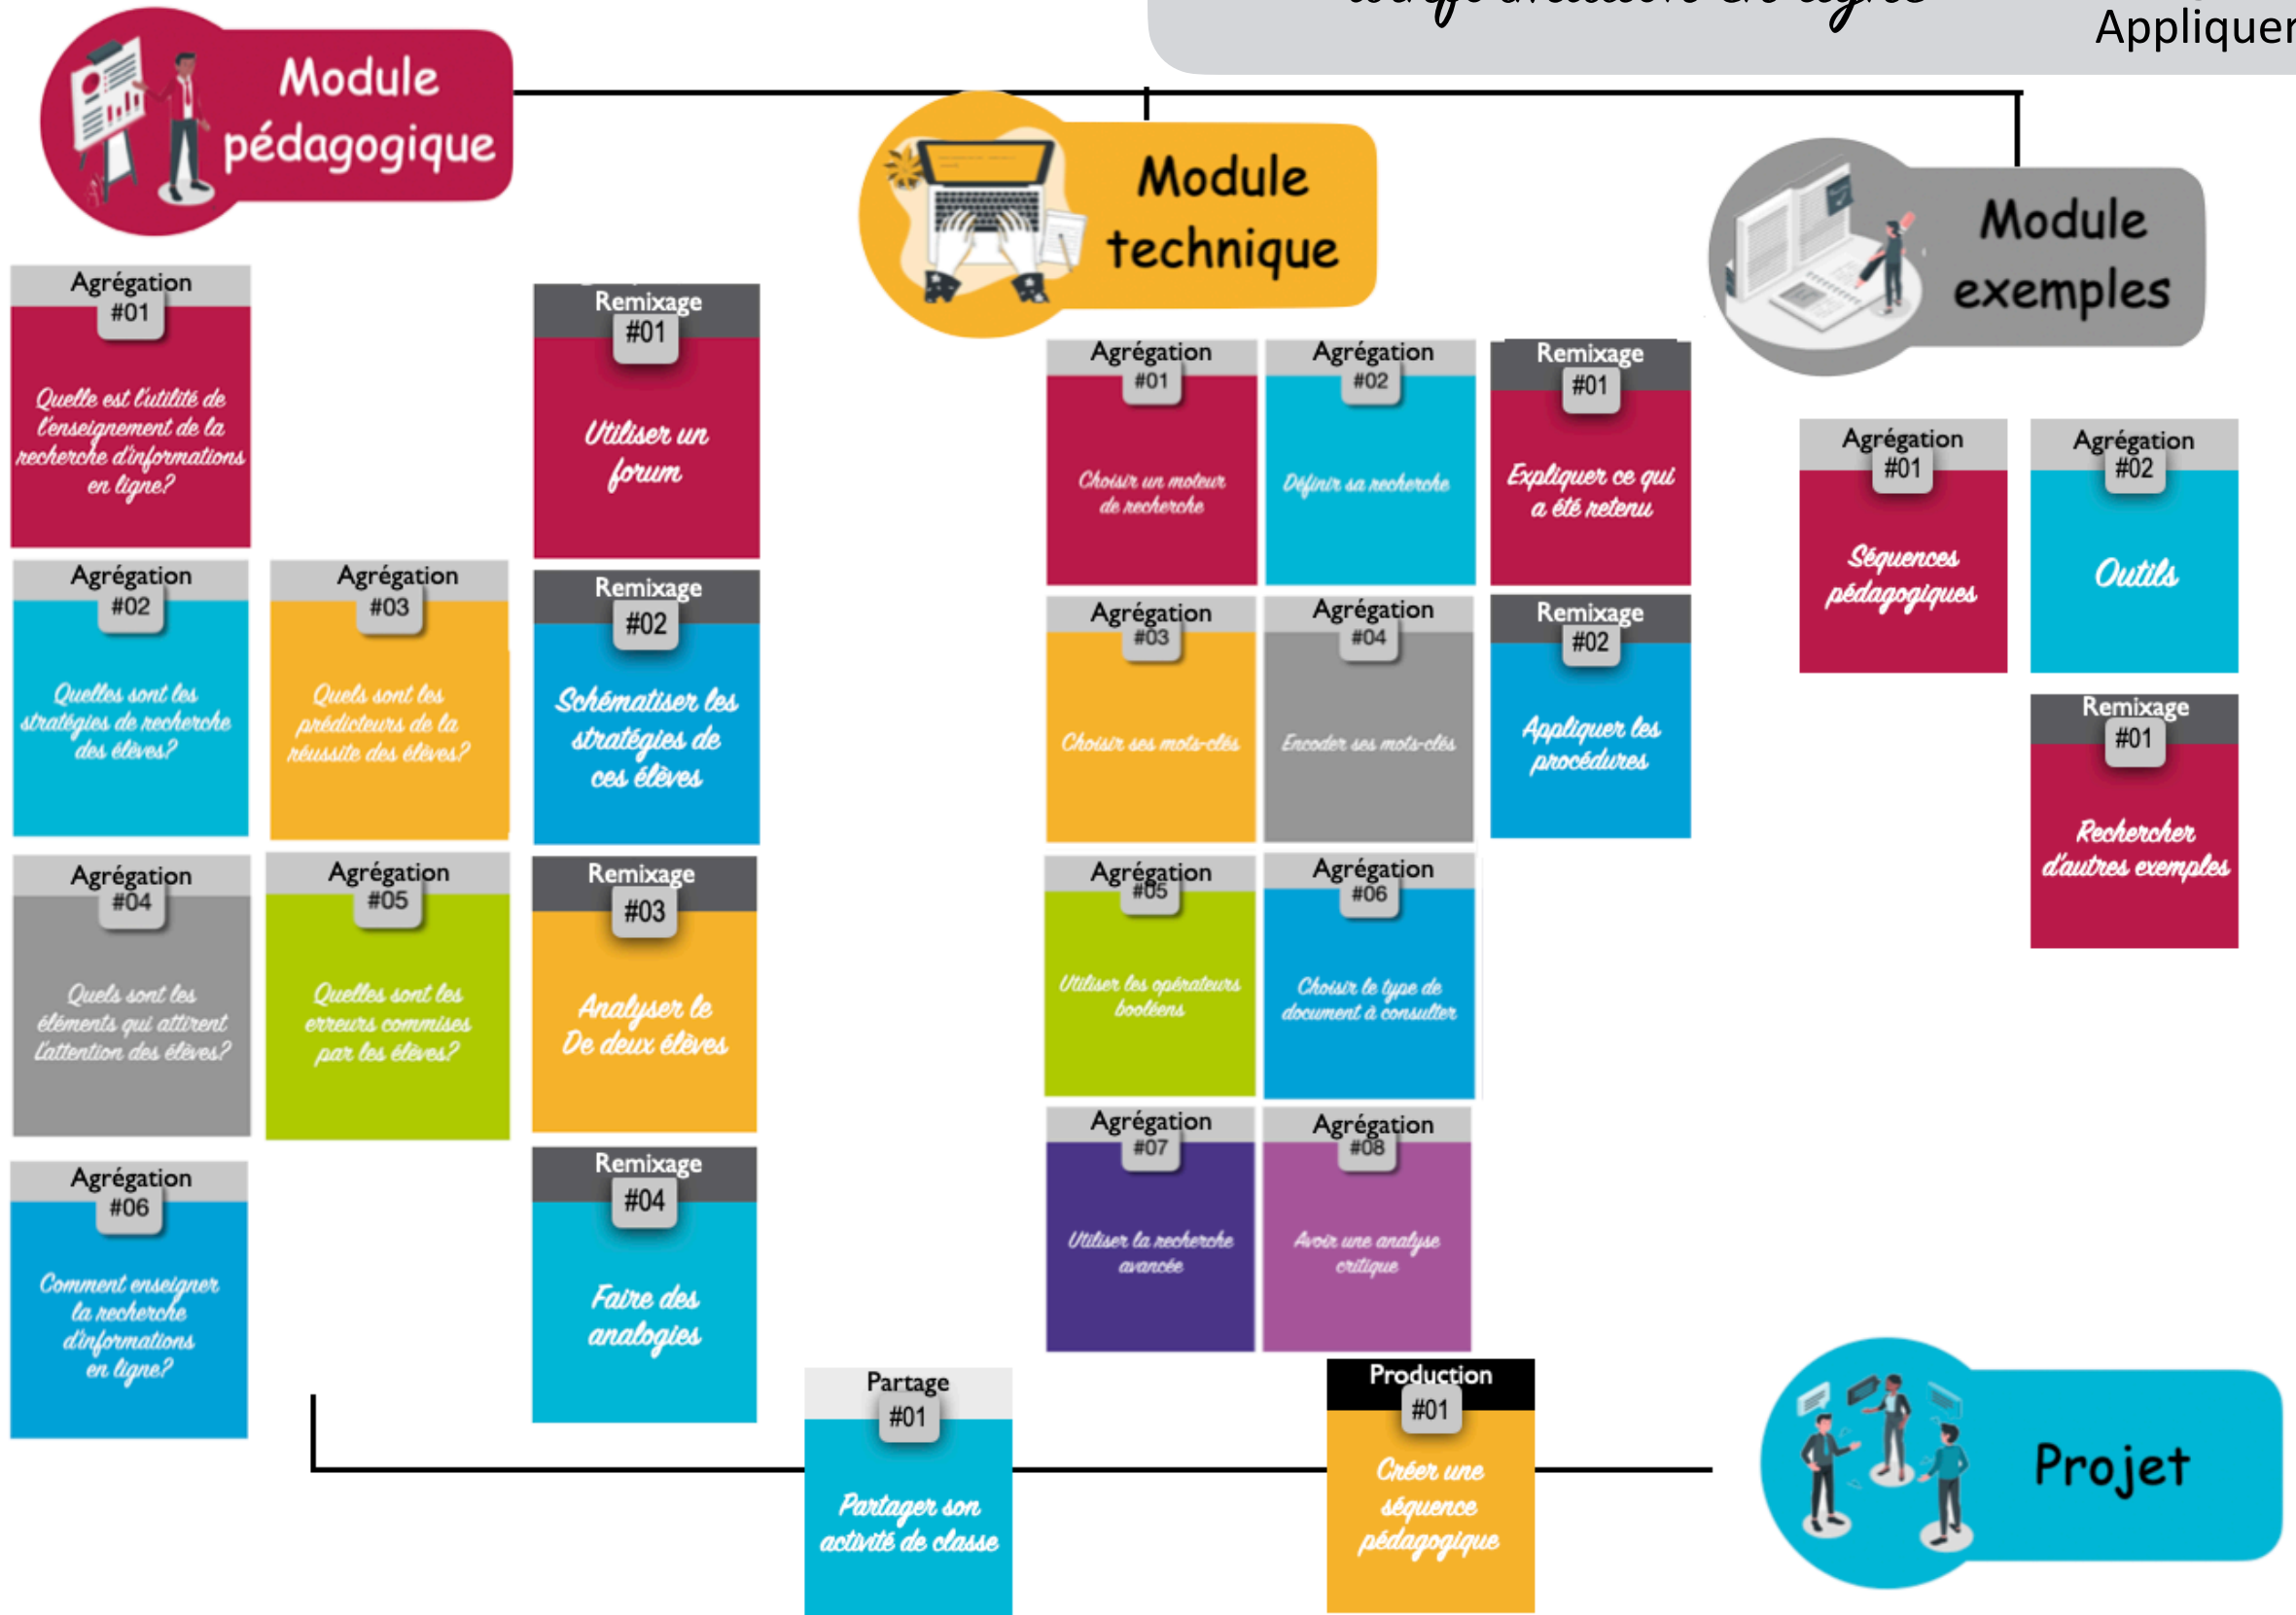 en ligne
Appliquer
Module
pédagogique
Agrégation
#01
Quelle est l'utilité de
l'enseignement de la
recherche d'informations
en ligne?
Remixage
#01
Utiliser un
forum
Agrégation
#02
Quelles sont les
stratégies de recherche
des élèves?
Agrégation
#03
Quels sont les
prédicteurs de la
réussite des élèves?
Remixage
#02
Schématiser les
stratégies de
ces élèves
Agrégation
#04
Quels sont les
éléments qui attirent
l'attention des élèves?
Agrégation
#05
Quelles sont les
erreurs commises
par les élèves?
Remixage
#03
Analyser le
De deux élèves
Agrégation
#06
Comment enseigner
la recherche
d'informations
en ligne?
Remixage
#04
Faire des
analogies
Module
technique
Agrégation
#01
Choisir un moteur
de recherche
Agrégation
#02
Définir sa recherche
Remixage
#01
Expliquer ce qui
a été retenu
Agrégation
#03
Choisir ses mots-clés
Agrégation
#04
Encoder ses mots-clés
Remixage
#02
Appliquer les
procédures
Agrégation
#05
Utiliser les opérateurs
booléens
Agrégation
#06
Choisir le type de
document à consulter
Agrégation
#07
Utiliser la recherche
avancée
Agrégation
#08
Avoir une analyse
critique
Module
exemples
Agrégation
#01
Séquences
pédagogiques
Agrégation
#02
Outils
Remixage
#01
Rechercher
d'autres exemples
Partage
#01
Partager son
activité de classe
Production
#01
Créer une
séquence
pédagogique
Projet